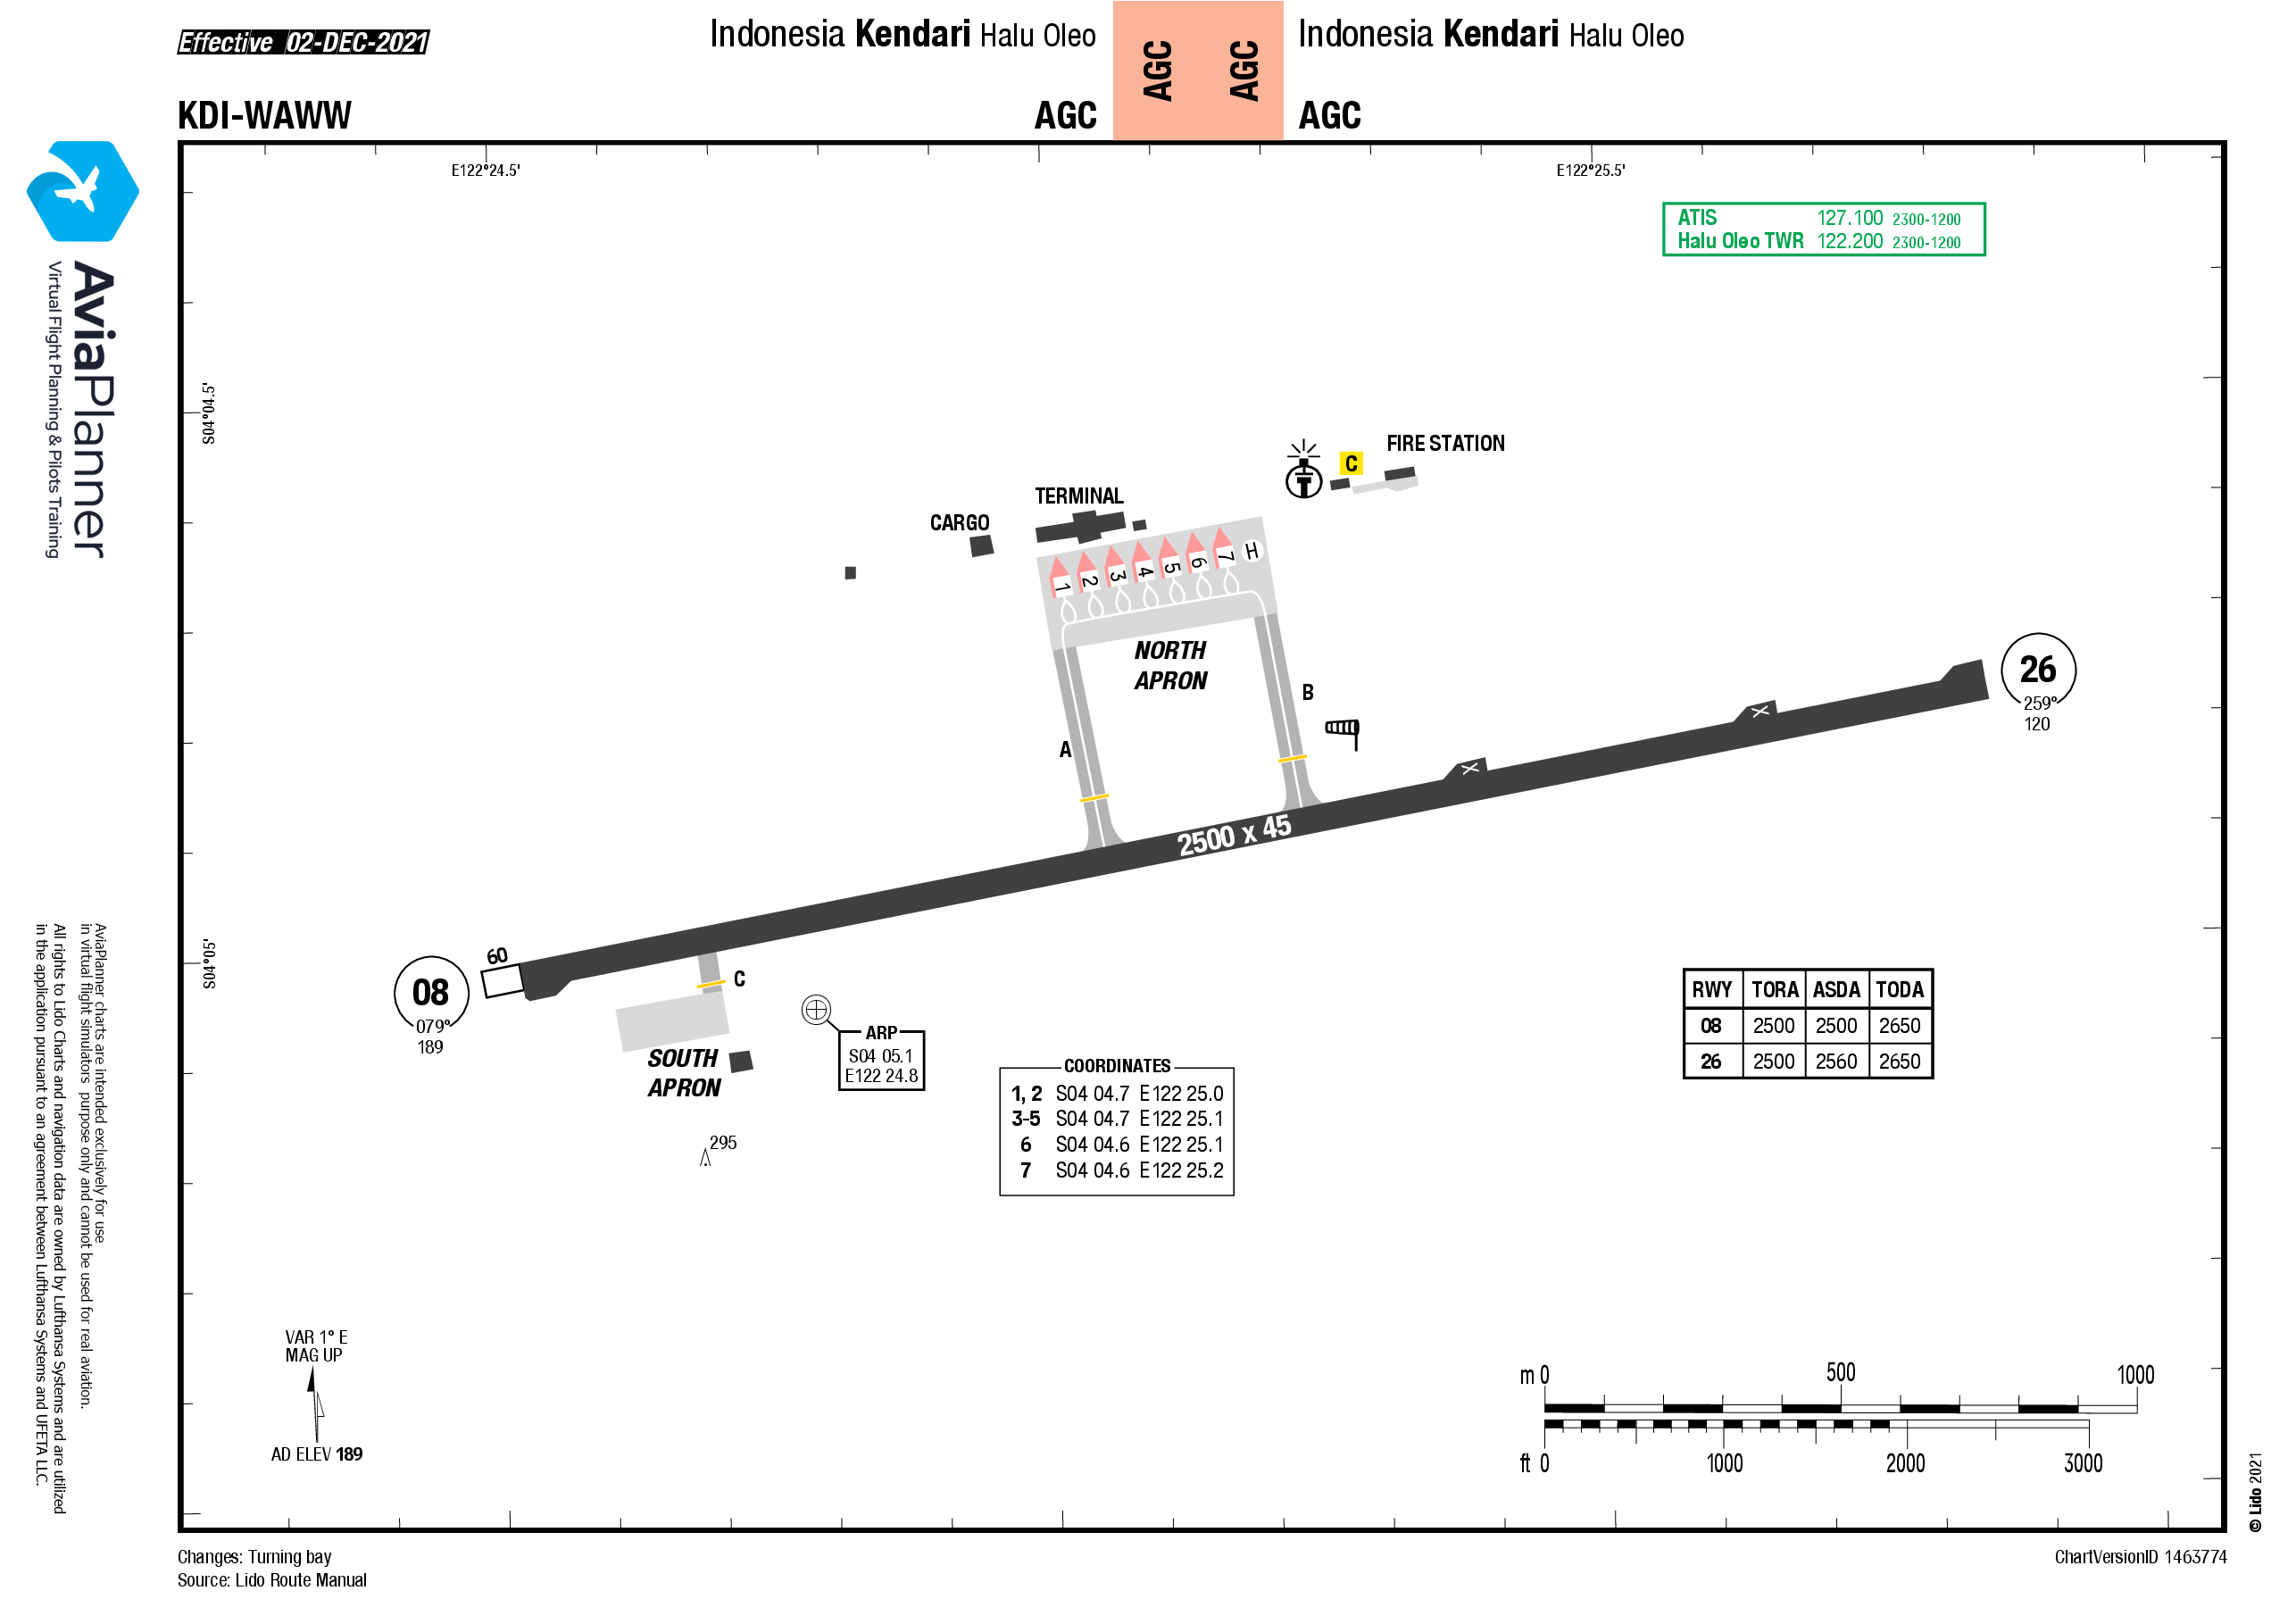 Effective 02-DEC-2021
Indonesia Kendari Halu Oleo
AGC
AGC
Indonesia Kendari Halu Oleo
KDI-WAWW
AGC
AGC
AviaPlanner
Virtual Flight Planning & Pilots Training
E122°24.5'
E122°25.5'
ATIS 127.100 2300-1200
Halu Oleo TWR 122.200 2300-1200
S04°04.5'
FIRE STATION
C
TERMINAL
CARGO
1 2 3 4 5 6 7 H
NORTH
APRON
B
A
26
259°
120
X
X
2500 x 45
S04°05'
60
08
079°
189
C
SOUTH
APRON
ARP
S04 05.1
E122 24.8
295
COORDINATES
1, 2 S04 04.7 E122 25.0
3-5 S04 04.7 E122 25.1
6 S04 04.6 E122 25.1
7 S04 04.6 E122 25.2
RWY TORA ASDA TODA
08 2500 2500 2650
26 2500 2560 2650
AviaPlanner charts are intended exclusively for use
in virtual flight simulators purpose only and cannot be used for real aviation.
All rights to Lido Charts and navigation data are owned by Lufthansa Systems and are utilized
in the application pursuant to an agreement between Lufthansa Systems and UFETA LLC.
VAR 1° E
MAG UP
AD ELEV 189
m 0 500 1000
ft 0 1000 2000 3000
© Lido 2021
Changes: Turning bay
Source: Lido Route Manual
ChartVersionID 1463774